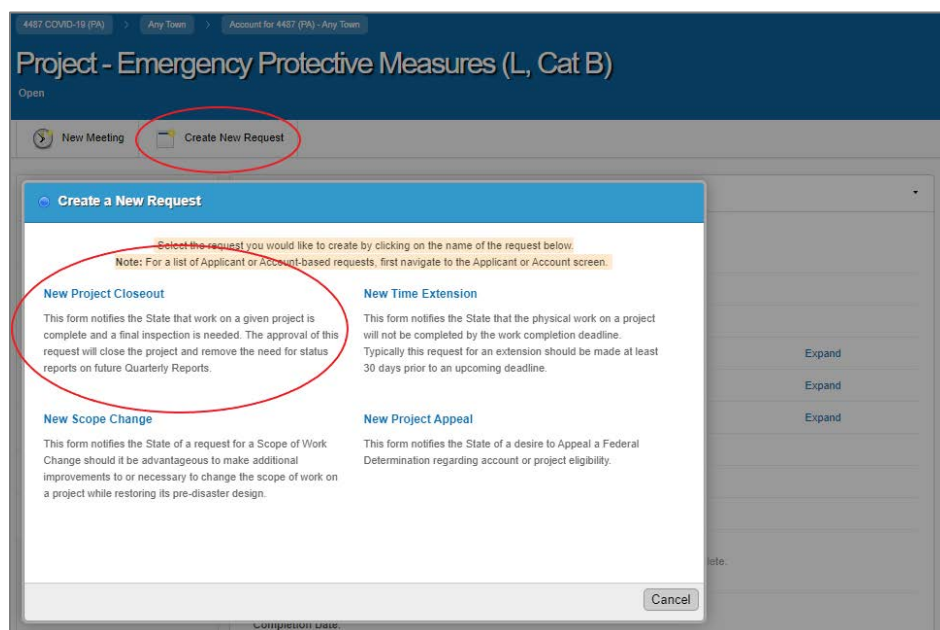 4487 COVID-19 (PA) > Any Town > Account for 4487 (PA) - Any Town
Project - Emergency Protective Measures (L, Cat B)
Open
New Meeting Create New Request
Create a New Request
Select the request you would like to create by clicking on the name of the request below.
Note: For a list of Applicant or Account-based requests, first navigate to the Applicant or Account screen.
New Project Closeout
This form notifies the State that work on a given project is
complete and a final inspection is needed. The approval of this
request will close the project and remove the need for status
reports on future Quarterly Reports.
New Time Extension
This form notifies the State that the physical work on a project
will not be completed by the work completion deadline.
Typically this request for an extension should be made at least
30 days prior to an upcoming deadline.
New Scope Change
This form notifies the State of a request for a Scope of Work
Change should it be advantageous to make additional
improvements to or necessary to change the scope of work on
a project while restoring its pre-disaster design.
New Project Appeal
This form notifies the State of a desire to Appeal a Federal
Determination regarding account or project eligibility.
Expand
Expand
Expand
lete:
Cancel
Completion Date: